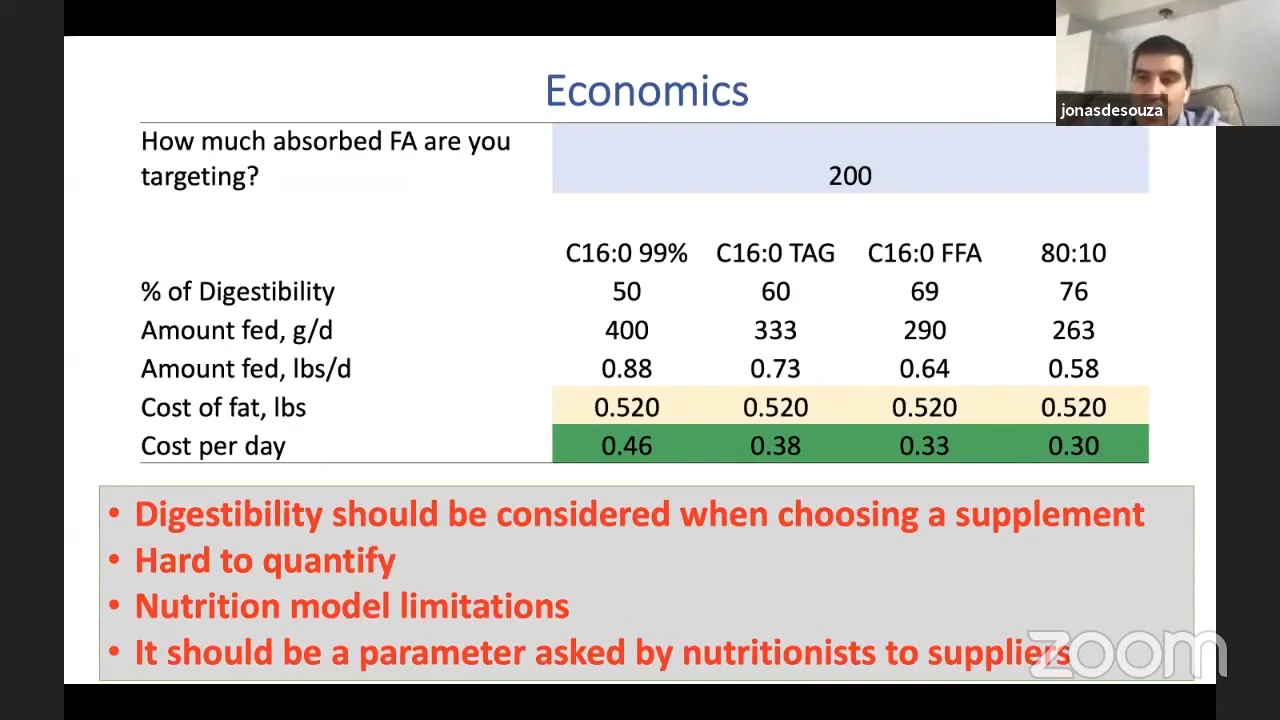 Economics
jonasdesouza
How much absorbed FA are you
targeting?
200
C16:0 99% C16:0 TAG C16:0 FFA 80:10
% of Digestibility 50 60 69 76
Amount fed, g/d 400 333 290 263
Amount fed, lbs/d 0.88 0.73 0.64 0.58
Cost of fat, lbs 0.520 0.520 0.520 0.520
Cost per day 0.46 0.38 0.33 0.30
• Digestibility should be considered when choosing a supplement
• Hard to quantify
• Nutrition model limitations
• It should be a parameter asked by nutritionists to suppliers
zoom